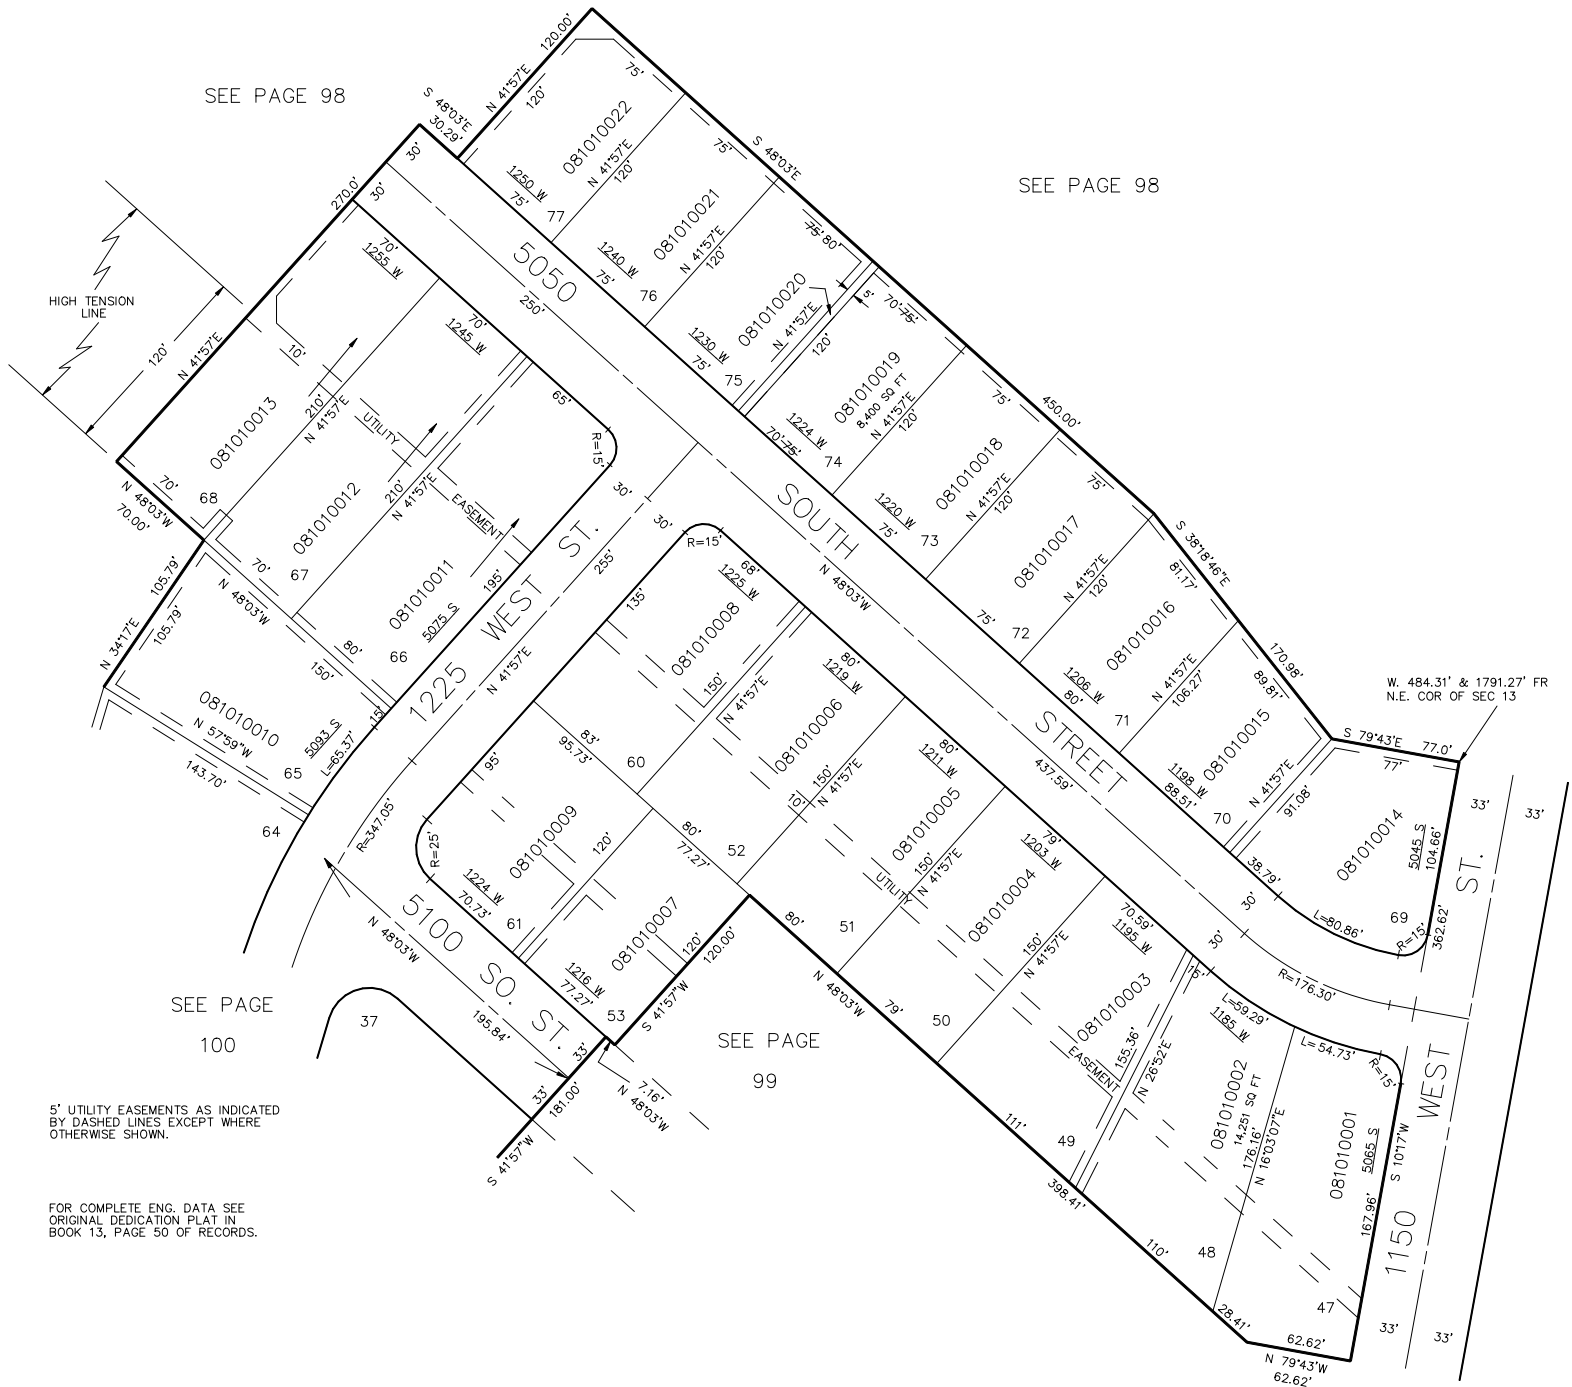 SEE PAGE 98
SEE PAGE 98
120.00'
N 41°57'E
120'
S 48°03'E
30.29'
75'
081010022
N 41°57'E
120'
1250 W
75'
77
75'
S 48°03'E
081010021
N 41°57'E
120'
1240 W
75'
76
75' 80'
081010020
N 41°57'E
5'
120'
1230 W
75'
75
70' 75'
081010019
8,400 SQ FT
N 41°57'E
120'
1224 W
70' 75'
74
75'
450.00'
081010018
N 41°57'E
120'
1220 W
75'
73
75'
081010017
N 41°57'E
120'
75'
72
S 38°18'46"E
81.17'
081010016
N 41°57'E
106.27'
1206 W
80'
71
170.98'
89.81'
081010015
N 41°57'E
91.08'
1198 W
88.51'
70
W. 484.31' & 1791.27' FR
N.E. COR OF SEC 13
S 79°43'E
77.0'
77'
081010014
5045 S
104.66'
38.79'
L=80.86'
69
R=15'
362.62'
33'
33'
270.0'
30'
30'
5050
SOUTH
STREET
250'
N 48°03'W
437.59'
30'
30'
R=176.30'
HIGH TENSION
LINE
120'
N 41°57'E
70'
1255 W
10'
081010013
210'
N 41°57'E
70'
68
N 48°03'W
70.00'
70'
1245 W
UTILITY
081010012
210'
N 41°57'E
70'
67
65'
R=15'
EASEMENT
081010011
5075 S
195'
80'
66
105.79
N 34°17'E
105.79'
N 48°03'W
150'
15'
081010010
N 57°59"W
5093 S
L=65.37'
65
143.70'
64
30'
30'
1225 WEST ST.
255'
N 41°57'E
R=347.05'
R=15'
68'
1225 W
135'
081010008
150'
N 41°57'E
83'
95.73'
60
95'
R=25'
081010009
120'
1224 W
70.73'
61
081010007
120'
120.00'
1216 W
77.27'
53
S 41°57"W
80'
1219 W
081010006
150'
N 41°57'E
10'
80'
77.27'
52
80'
1211 W
081010005
150'
N 41°57'E
UTILITY
80'
51
79'
1203 W
081010004
150'
N 41°57'E
N 48°03'W
79'
50
70.59'
1195 W
081010003
EASEMENT
155.36'
N 26°52'E
111'
49
398.41'
15'
L=59.29'
1185 W
081010002
14,251 SQ FT
176.16'
N 16°03'07"E
110'
48
L=54.73'
R=15'
081010001
5065 S
S 10°17'W
167.96'
47
28.41'
62.62'
N 79°43'W
62.62'
1150 WEST ST.
33'
33'
5100 SO. ST.
N 48°03'W
195.84'
33'
33'
181.00'
S 41°57"W
7.16'
N 48°03'W
37
SEE PAGE
100
SEE PAGE
99
5' UTILITY EASEMENTS AS INDICATED
BY DASHED LINES EXCEPT WHERE
OTHERWISE SHOWN.
FOR COMPLETE ENG. DATA SEE
ORIGINAL DEDICATION PLAT IN
BOOK 13, PAGE 50 OF RECORDS.